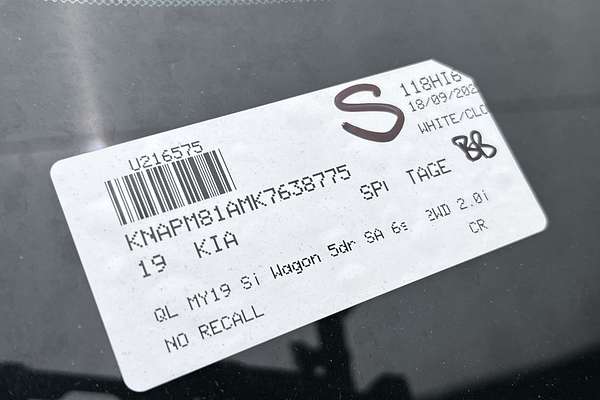 118HI6
18/09/202
WHITE/CLO
S
U216575
KNAPM81AMK7638775
19 KIA SPI TAGE BB
QL MY19 Si Wagon 5dr SA 6s 2WD 2.0i
NO RECALL CR